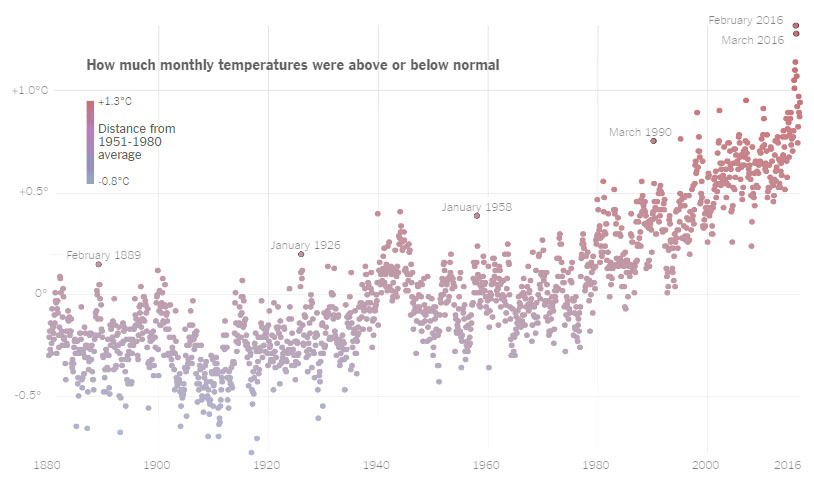 February 2016
March 2016
How much monthly temperatures were above or below normal
+1.0°C
+1.3°C
Distance from
1951-1980
average
-0.8°C
March 1990
+0.5°
January 1958
January 1926
February 1889
0°
-0.5°
1880 1900 1920 1940 1960 1980 2000 2016